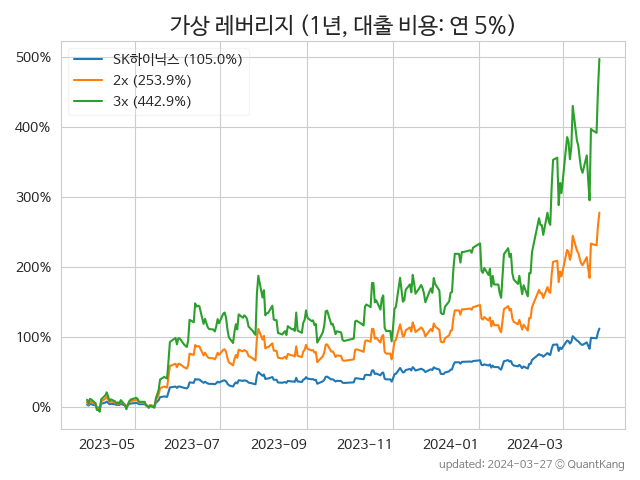 가상 레버리지 (1년, 대출 비용: 연 5%)
SK하이닉스 (105.0%)
2x (253.9%)
3x (442.9%)
500%
400%
300%
200%
100%
0%
2023-05 2023-07 2023-09 2023-11 2024-01 2024-03
updated: 2024-03-27 © QuantKang